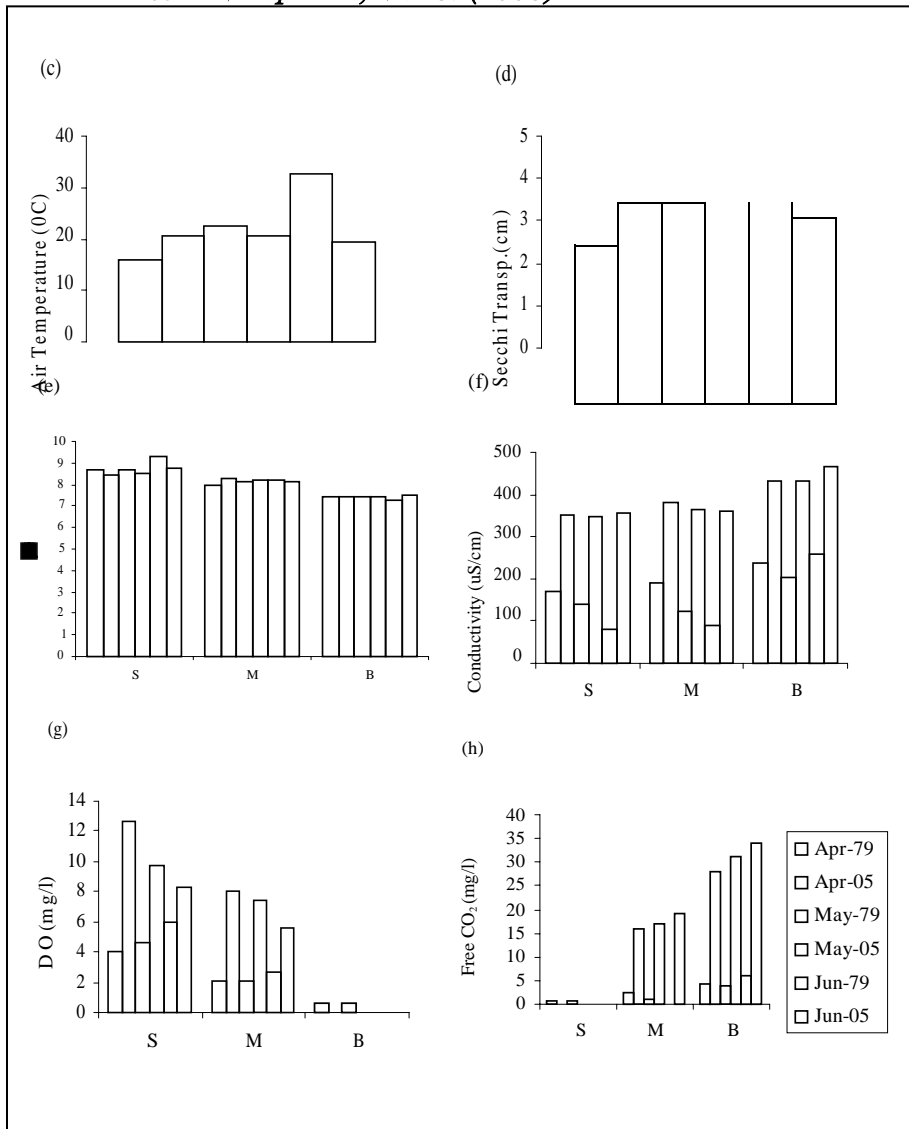 (c)
(d)
Air Temperature (0C)
40
30
20
10
0
Secchi Transp.(cm)
5
4
3
2
1
0
(e)
(f)
10
9
8
7
6
5
4
3
2
1
0
S M B
Conductivity (uS/cm)
500
400
300
200
100
0
S M B
(g)
(h)
DO (mg/l)
14
12
10
8
6
4
2
0
S M B
Free CO₂ (mg/l)
40
35
30
25
20
15
10
5
0
S M B
Apr-79
Apr-05
May-79
May-05
Jun-79
Jun-05